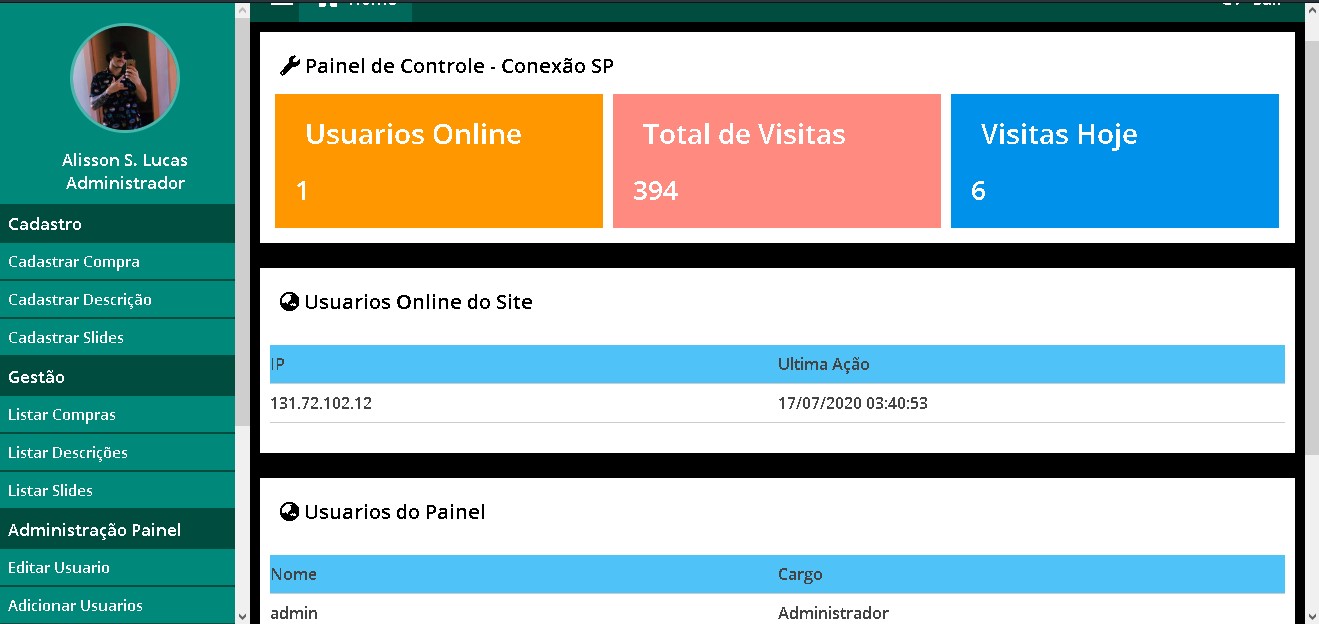 Home
Sair
Alisson S. Lucas
Administrador
Cadastro
Cadastrar Compra
Cadastrar Descrição
Cadastrar Slides
Gestão
Listar Compras
Listar Descrições
Listar Slides
Administração Painel
Editar Usuario
Adicionar Usuarios
Painel de Controle - Conexão SP
Usuarios Online
1
Total de Visitas
394
Visitas Hoje
6
Usuarios Online do Site
IP Ultima Ação
131.72.102.12 17/07/2020 03:40:53
Usuarios do Painel
Nome Cargo
admin Administrador